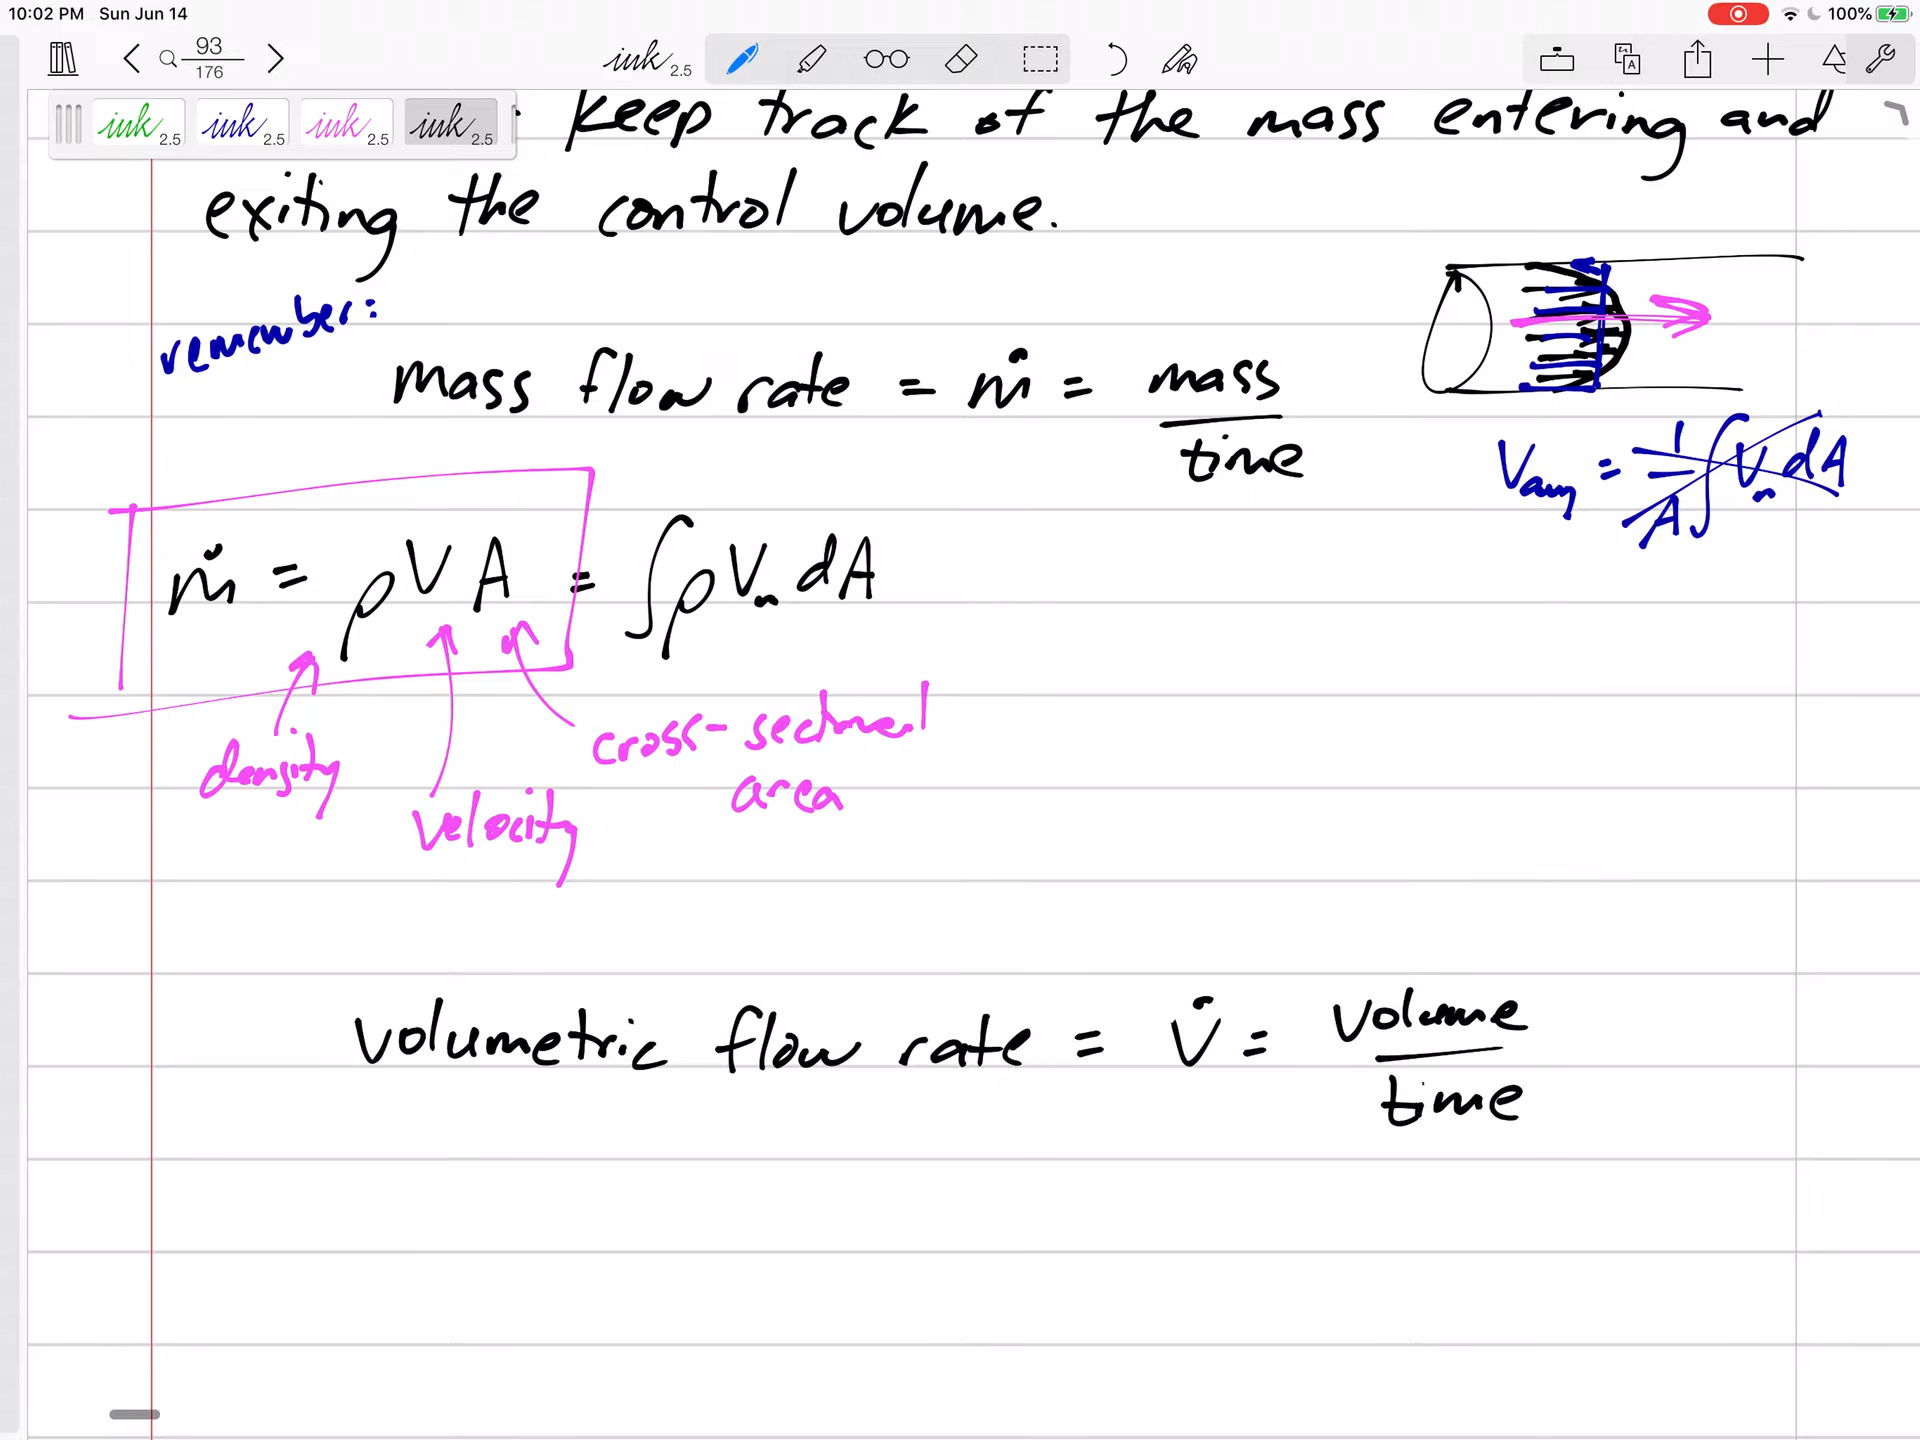 10:02 PM Sun Jun 14
100%
93
176
ink 2.5
ink 2.5 ink 2.5 ink 2.5 ink 2.5
keep track of the mass entering and
exiting the control volume.
remember:
mass flow rate = ṁ = mass
time
Vavg = 1/A ∫ Vn dA
ṁ = ρ V A = ∫ρ Vn dA
density
velocity
cross-sectional
area
volumetric flow rate = V̇ = volume
time